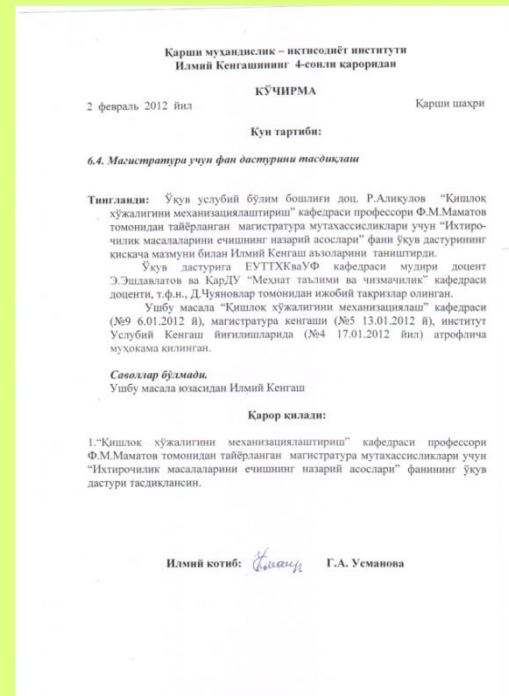 Қарши муҳандислик – иқтисодиёт институти
Илмий Кенгашининг 4-сонли қароридан
КЎЧИРМА
2 февраль 2012 йил Қарши шаҳри
Кун тартиби:
6.4. Магистратура учун фан дастурини тасдиқлаш
Тингланди: Ўқув услубий бўлим бошлиғи доц. Р.Алиқулов “Қишлоқ
хўжалигини механизациялаштириш” кафедраси профессори Ф.М.Маматов
томонидан тайёрланган магистратура мутахассисликлари учун “Ихтиро-
чилик масалаларини ечишнинг назарий асослари” фани ўқув дастурининг
қисқача мазмуни билан Илмий Кенгаш аъзоларини таништирди.
Ўқув дастурига ЕУТТХКваУФ кафедраси мудири доцент
Э.Эшдавлатов ва ҚарДУ “Меҳнат таълими ва чизмачилик” кафедраси
доценти, т.ф.н., Д.Чуяновлар томонидан ижобий тақризлар олинган.
Ушбу масала “Қишлоқ хўжалигини механизациялаш” кафедраси
(№9 6.01.2012 й), магистратура кенгаши (№5 13.01.2012 й), институт
Услубий Кенгаш йиғилишларида (№4 17.01.2012 йил) атрофлича
муҳокама қилинган.
Саволлар бўлмади.
Ушбу масала юзасидан Илмий Кенгаш
Қарор қилади:
1.“Қишлоқ хўжалигини механизациялаштириш” кафедраси профессори
Ф.М.Маматов томонидан тайёрланган магистратура мутахассисликлари учун
“Ихтирочилик масалаларини ечишнинг назарий асослари” фанининг ўқув
дастури тасдиқлансин.
Илмий котиб: Г.А. Усманова